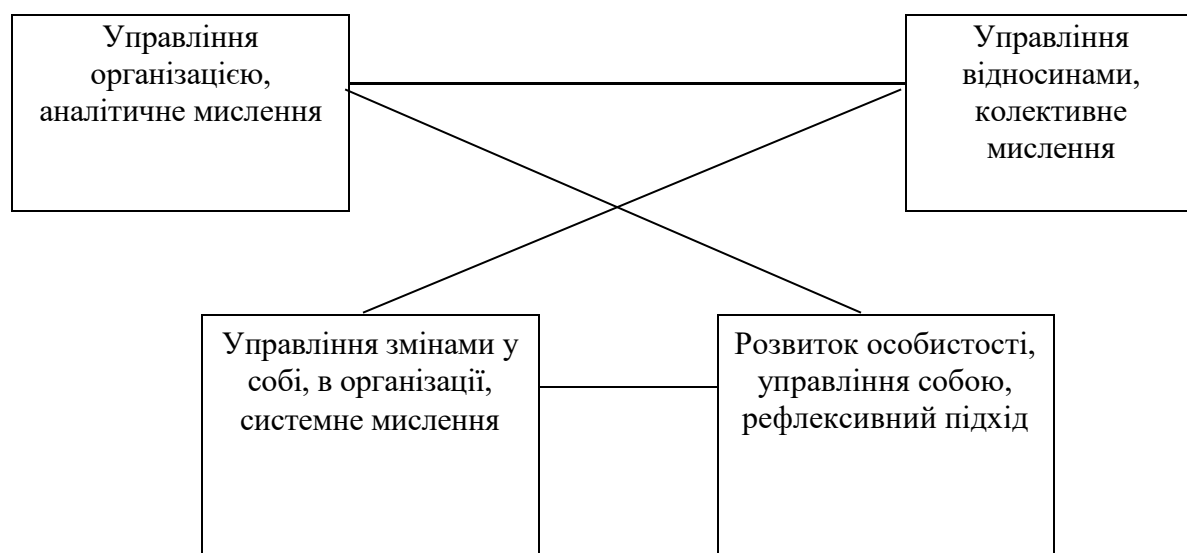 Управління
організацією,
аналітичне мислення
Управління
відносинами,
колективне
мислення
Управління змінами у
собі, в організації,
системне мислення
Розвиток особистості,
управління собою,
рефлексивний підхід